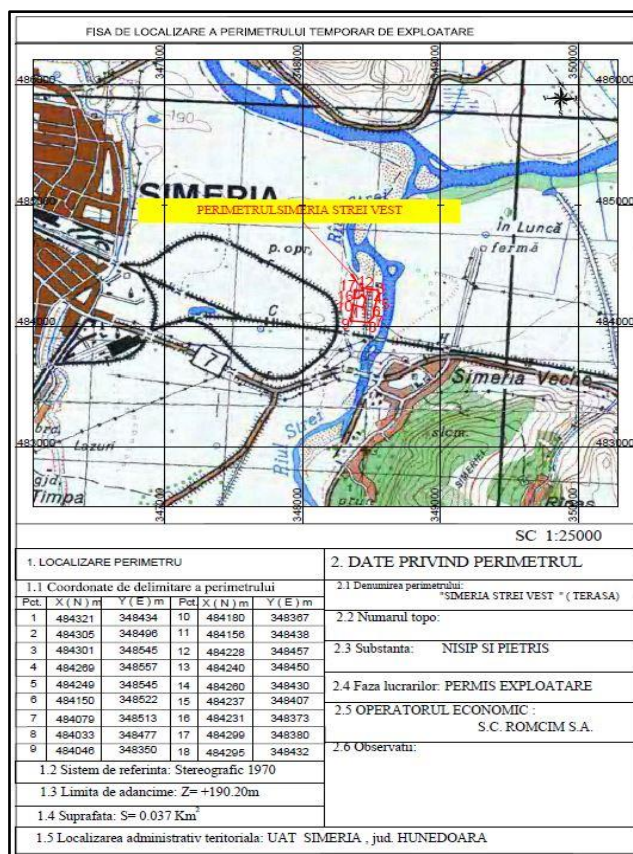 FISA DE LOCALIZARE A PERIMETRULUI TEMPORAR DE EXPLOATARE
347000 348000 349000 350000
486000 486000
190
SIMERIA
485000 485000
PERIMETRUL SIMERIA STREI VEST
În Luncă
fermă
p. opr.
C
484000 484000
7
Simeria Veche
Rîul Strei
483000 483000
Lazuri
SIMERIEI
gjd.
Timpa
347000 348000 349000 350000
SC 1:25000
1. LOCALIZARE PERIMETRU
1.1 Coordonate de delimitare a perimetrului
Pct. X ( N ) m Y ( E ) m Pct. X ( N ) m Y ( E ) m
1 484321 348434 10 484180 348367
2 484305 348496 11 484156 348438
3 484301 348545 12 484228 348457
4 484269 348557 13 484240 348450
5 484249 348545 14 484260 348430
6 484150 348522 15 484237 348407
7 484079 348513 16 484231 348373
8 484033 348477 17 484299 348380
9 484046 348350 18 484295 348432
1.2 Sistem de referinta: Stereografic 1970
1.3 Limita de adancime: Z= +190.20m
1.4 Suprafata: S= 0.037 Km2
2. DATE PRIVIND PERIMETRUL
2.1 Denumirea perimetrului:
"SIMERIA STREI VEST " ( TERASA)
2.2 Numarul topo:
2.3 Substanta: NISIP SI PIETRIS
2.4 Faza lucrarilor: PERMIS EXPLOATARE
2.5 OPERATORUL ECONOMIC :
S.C. ROMCIM S.A.
2.6 Observatii:
1.5 Localizarea administrativ teritoriala: UAT SIMERIA , jud. HUNEDOARA